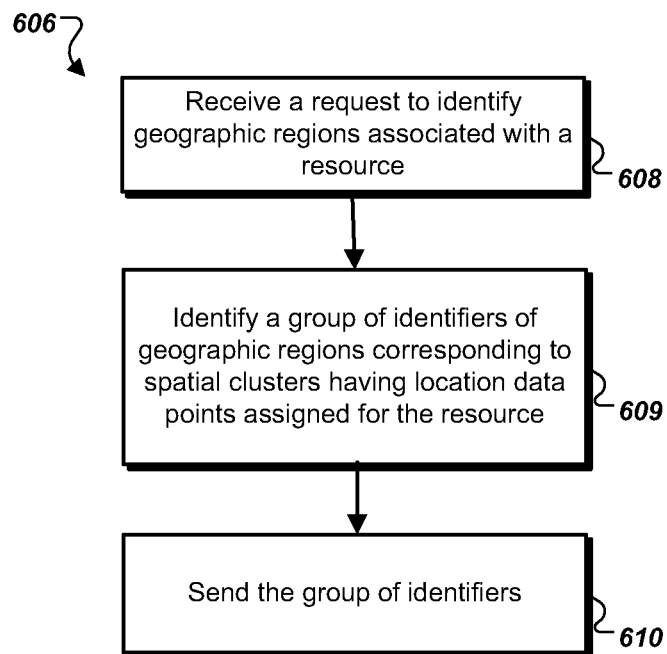 606
Receive a request to identify
geographic regions associated with a
resource
608
Identify a group of identifiers of
geographic regions corresponding to
spatial clusters having location data
points assigned for the resource
609
Send the group of identifiers
610